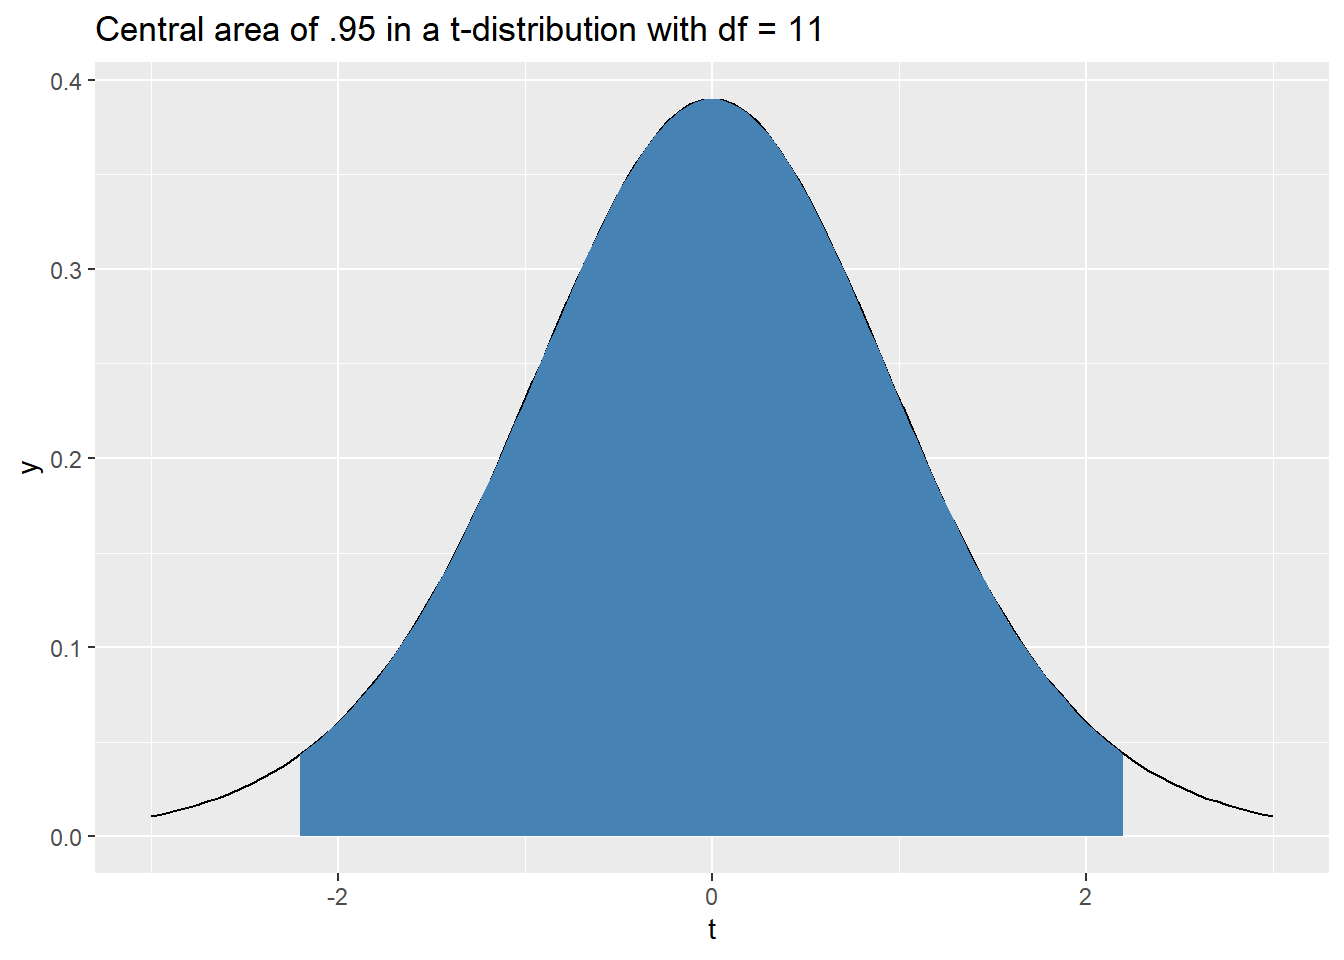 Central area of .95 in a t-distribution with df = 11
0.4
0.3
0.2
0.1
0.0
y
-2 0 2
t